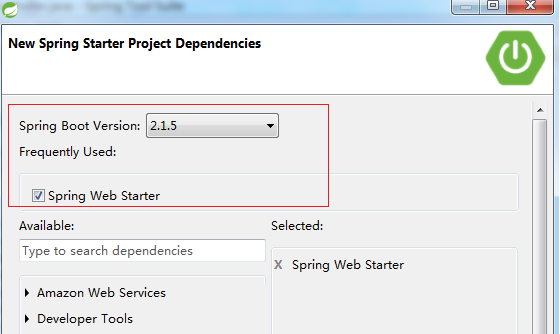 New Spring Starter Project Dependencies
Spring Boot Version: 2.1.5
Frequently Used:
Spring Web Starter
Available: Selected:
Type to search dependencies
X Spring Web Starter
Amazon Web Services
Developer Tools